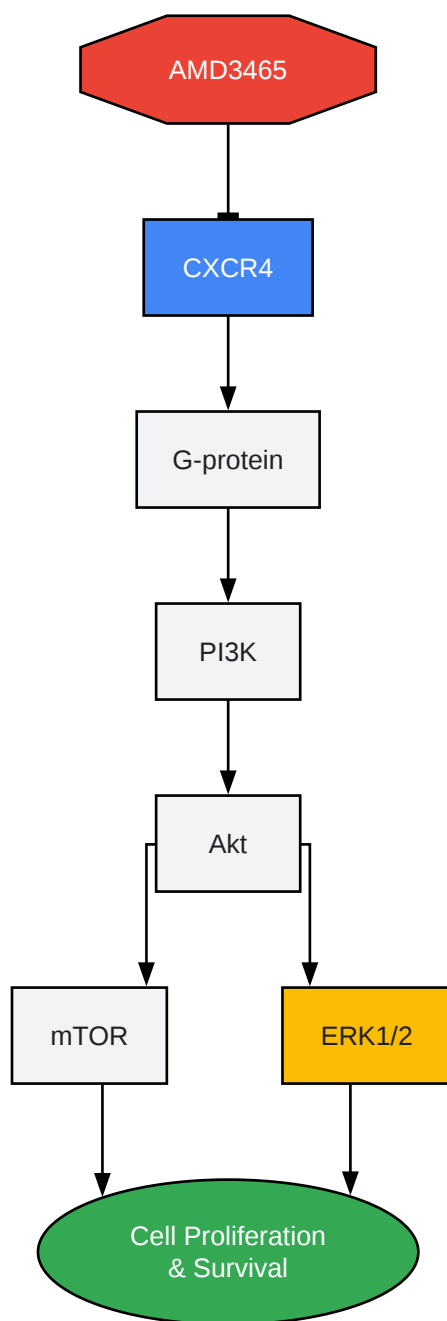 AMD3465
CXCR4
G-protein
PI3K
Akt
mTOR
ERK1/2
Cell Proliferation
& Survival